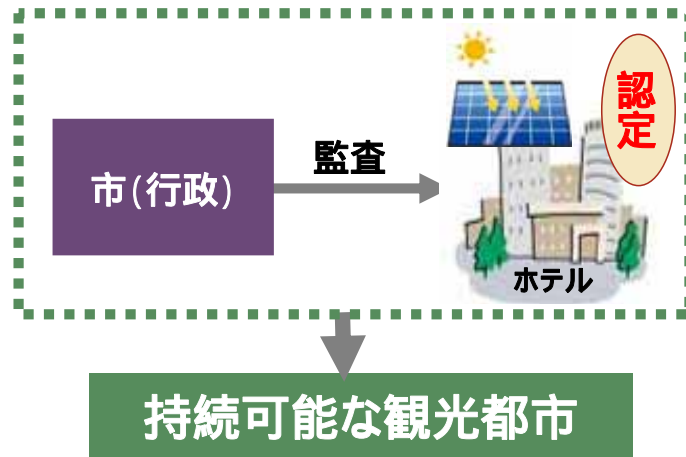 認
定
監査
市(行政)
ホテル
持続可能な観光都市